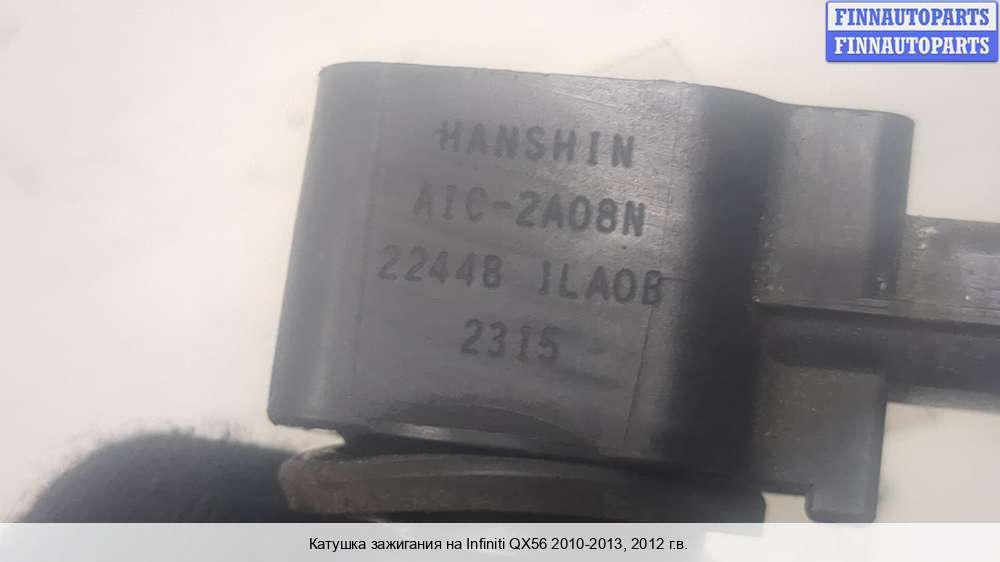 FINNAUTOPARTS
FINNAUTOPARTS
HANSHIN
AIC-2A08N
22448 1LA0B
2315
Катушка зажигания на Infiniti QX56 2010-2013, 2012 г.в.